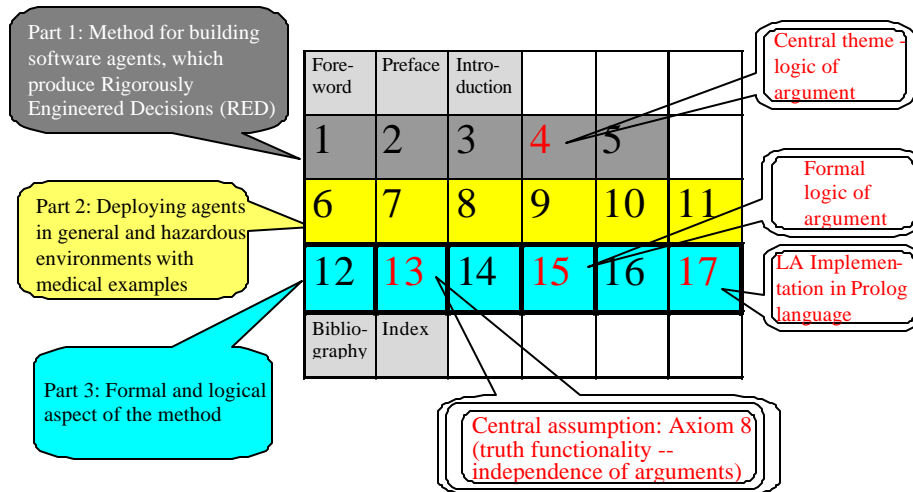 Part 1: Method for building
software agents, which
produce Rigorously
Engineered Decisions (RED)
Part 2: Deploying agents
in general and hazardous
environments with
medical examples
Part 3: Formal and logical
aspect of the method
Fore-
word
Preface
Intro-
duction
1 2 3 4 5
6 7 8 9 10 11
12 13 14 15 16 17
Biblio-
graphy
Index
Central theme -
logic of
argument
Formal
logic of
argument
LA Implemen-
tation in Prolog
language
Central assumption: Axiom 8
(truth functionality --
independence of arguments)